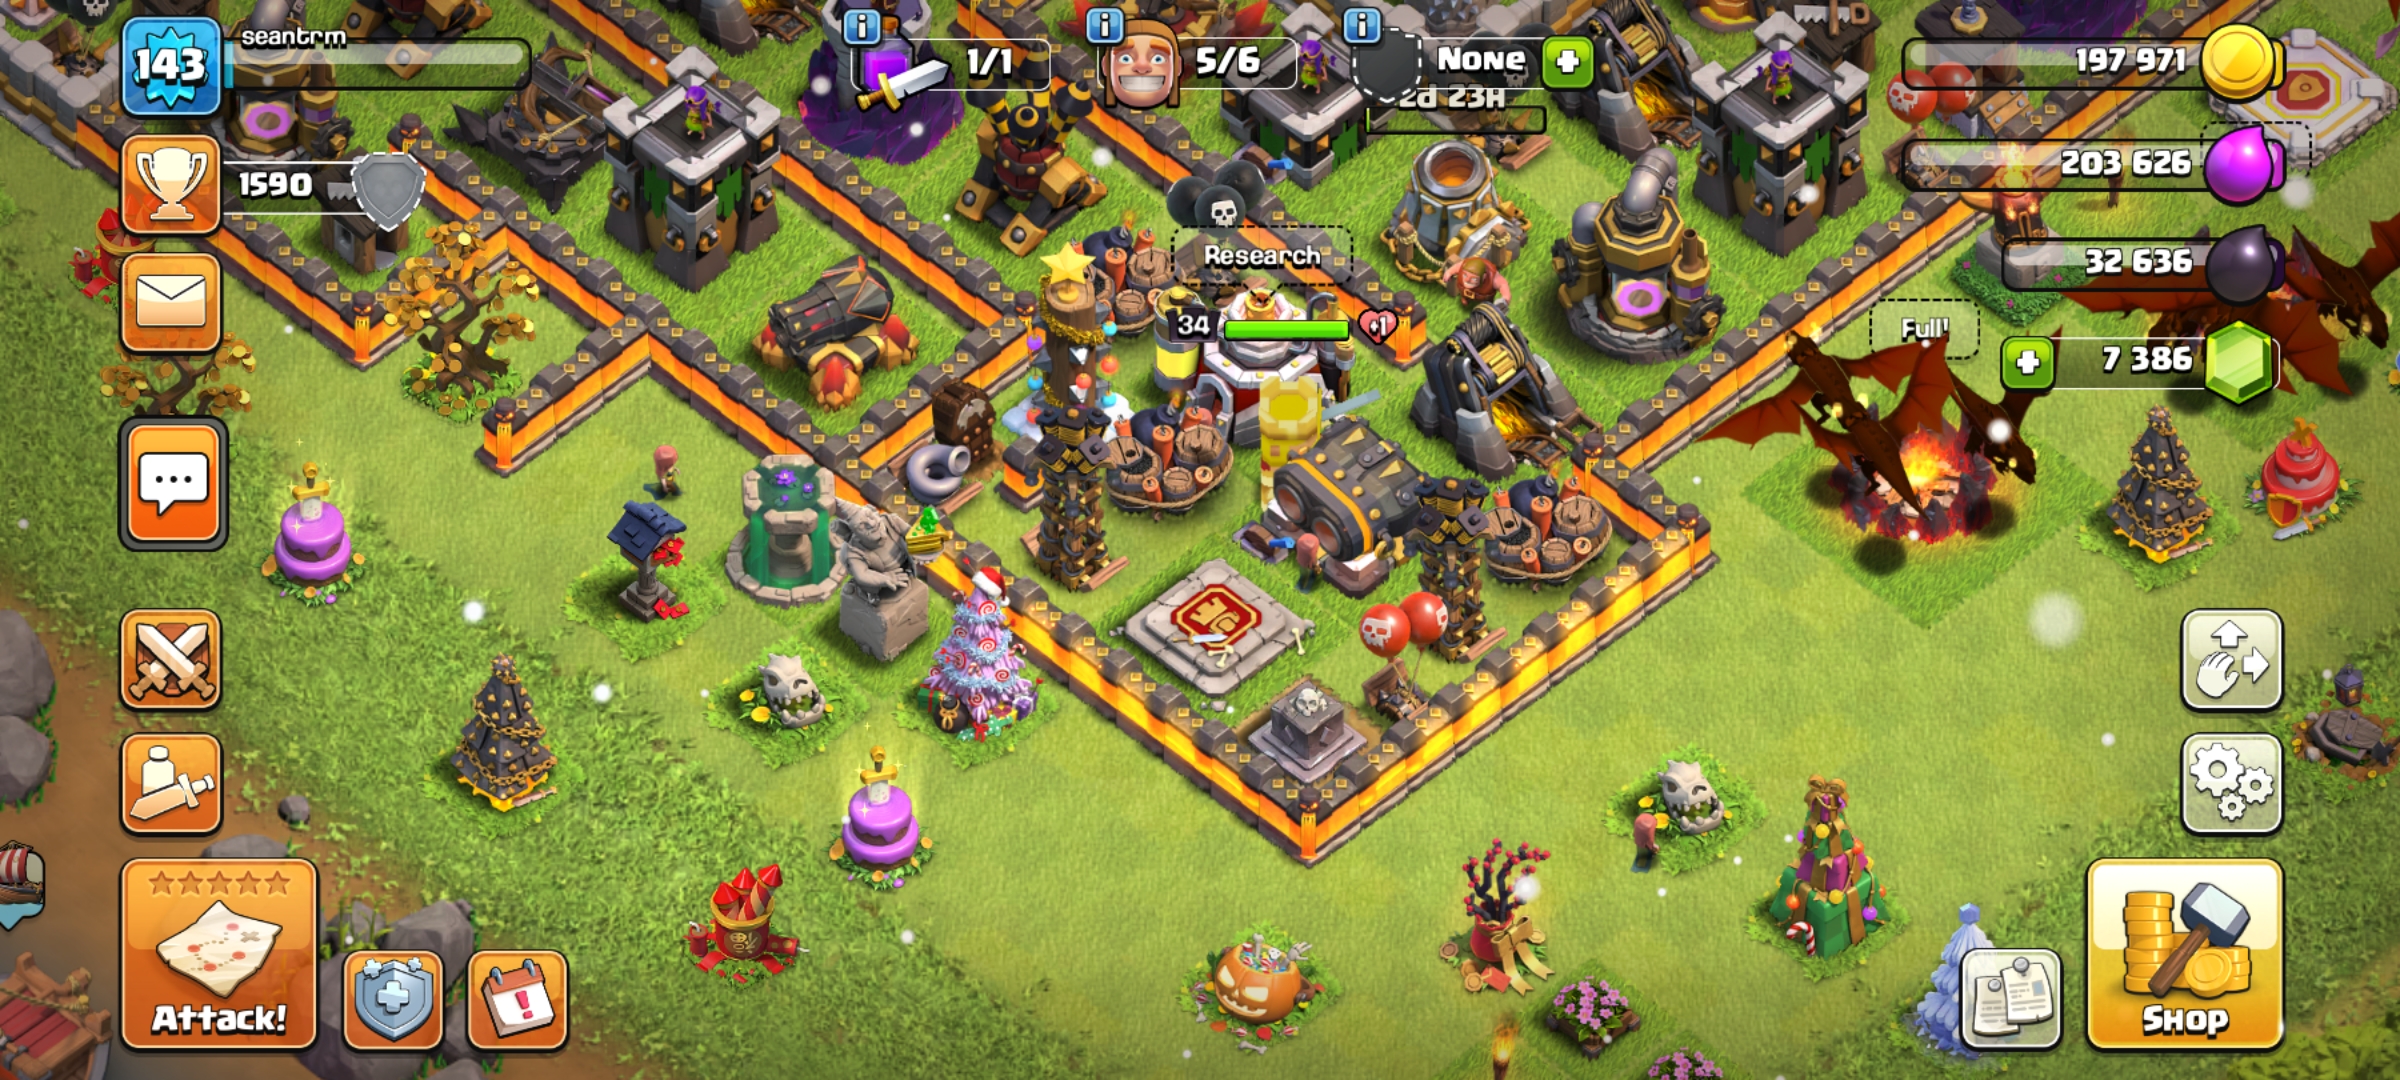 143
seantrm
1/1
5/6
None
2d 23H
197 971
1590
203 626
Research
32 636
34
+1
Full!
7 386
Attack!
Shop